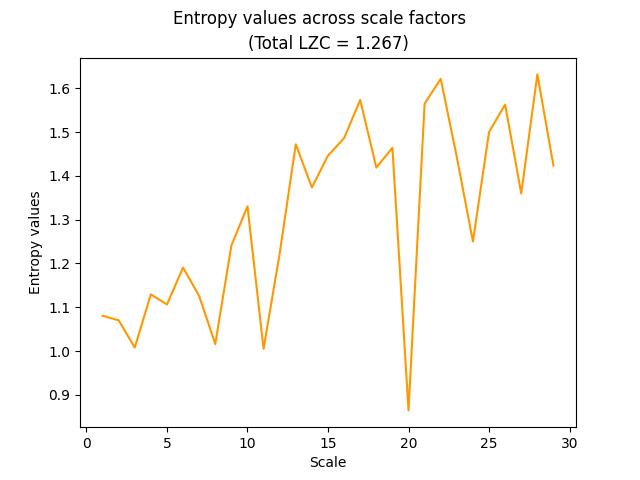 Entropy values across scale factors
(Total LZC = 1.267)
1.6
1.5
1.4
1.3
1.2
1.1
1.0
0.9
Entropy values
0 5 10 15 20 25 30
Scale